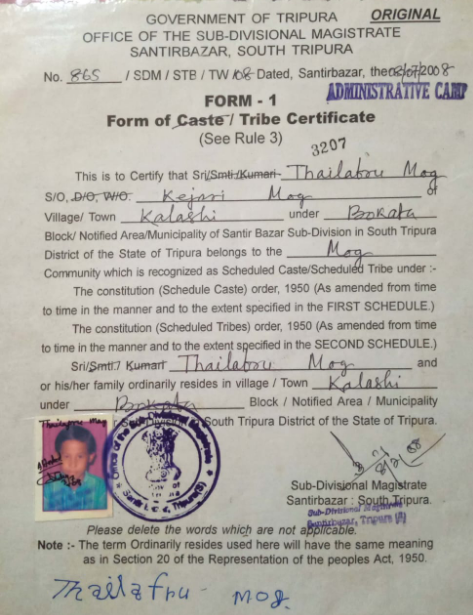 GOVERNMENT OF TRIPURA ORIGINAL
OFFICE OF THE SUB-DIVISIONAL MAGISTRATE
SANTIRBAZAR, SOUTH TRIPURA
No. 865 / SDM / STB / TW /08 Dated, Santirbazar, the 02/07/2008
ADMINISTRATIVE CAMP
FORM - 1
Form of Caste / Tribe Certificate
(See Rule 3)
3207
This is to Certify that Sri/Smti/Kumari Thailafou Mog
S/O, D/O, W/O. Kejari Mog of
Village/ Town Kalashi under Bokafa
Block/ Notified Area/Municipality of Santir Bazar Sub-Division in South Tripura
District of the State of Tripura belongs to the Mog
Community which is recognized as Scheduled Caste/Scheduled Tribe under :-
The constitution (Schedule Caste) order, 1950 (As amended from time
to time in the manner and to the extent specified in the FIRST SCHEDULE.)
The constitution (Scheduled Tribes) order, 1950 (As amended from time
to time in the manner and to the extent specified in the SECOND SCHEDULE.)
Sri/Smti./ Kumari Thailafou Mog and
or his/her family ordinarily resides in village / Town Kalashi
under Bokafa Block / Notified Area / Municipality
South Tripura District of the State of Tripura.
Office of the Sub-Divisional Magistrate
Sub-Divisional Magistrate
Santirbazar : South Tripura.
Sub-Divisional Magistrate
Santirbazar, Tripura (S)
Please delete the words which are not applicable.
Note :- The term Ordinarily resides used here will have the same meaning
as in Section 20 of the Representation of the peoples Act, 1950.
Thailafru - mog.